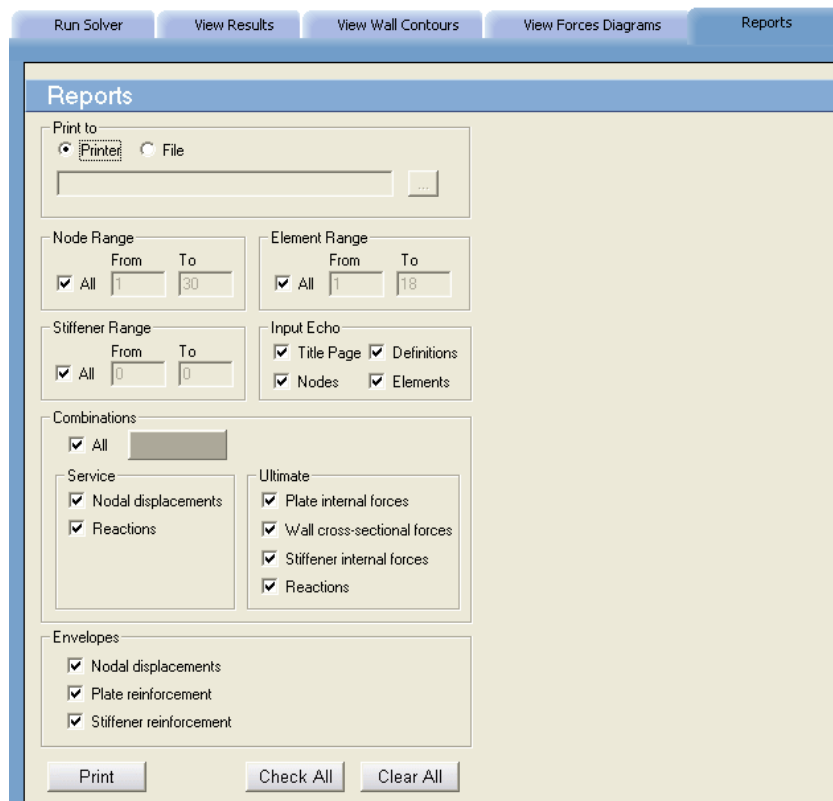 Run Solver View Results View Wall Contours View Forces Diagrams Reports
Reports
Print to
Printer File
...
Node Range
From To
All 1 30
Element Range
From To
All 1 18
Stiffener Range
From To
All 0 0
Input Echo
Title Page Definitions
Nodes Elements
Combinations
All
Service
Nodal displacements
Reactions
Ultimate
Plate internal forces
Wall cross-sectional forces
Stiffener internal forces
Reactions
Envelopes
Nodal displacements
Plate reinforcement
Stiffener reinforcement
Print Check All Clear All